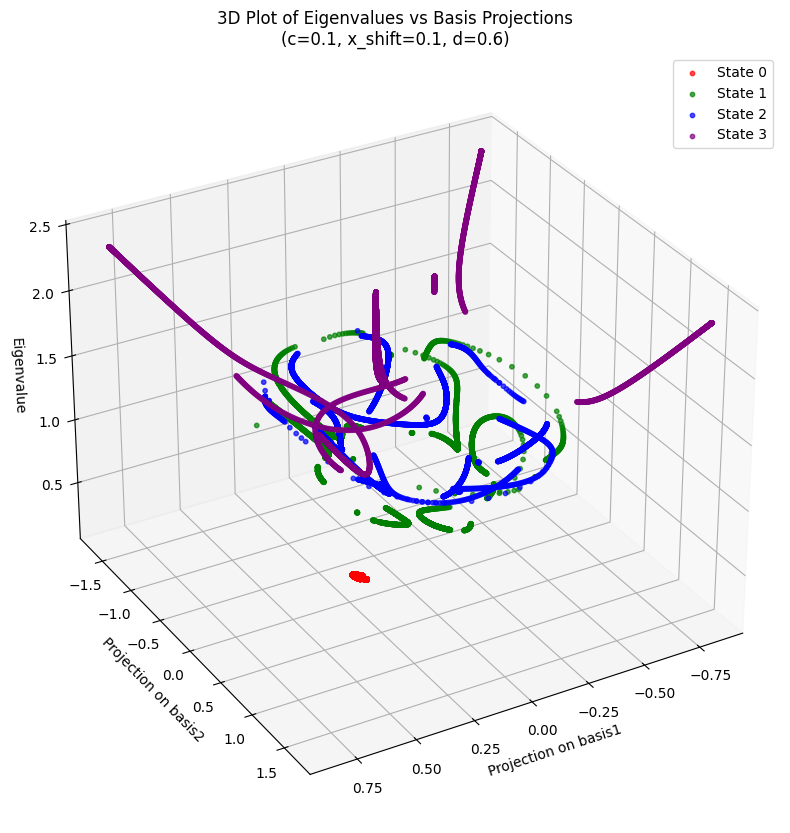 3D Plot of Eigenvalues vs Basis Projections
(c=0.1, x_shift=0.1, d=0.6)
State 0
State 1
State 2
State 3
2.5
2.0
1.5
1.0
0.5
Eigenvalue
−1.5
−1.0
−0.5
0.0
0.5
1.0
1.5
Projection on basis2
0.75
0.50
0.25
0.00
−0.25
−0.50
−0.75
Projection on basis1